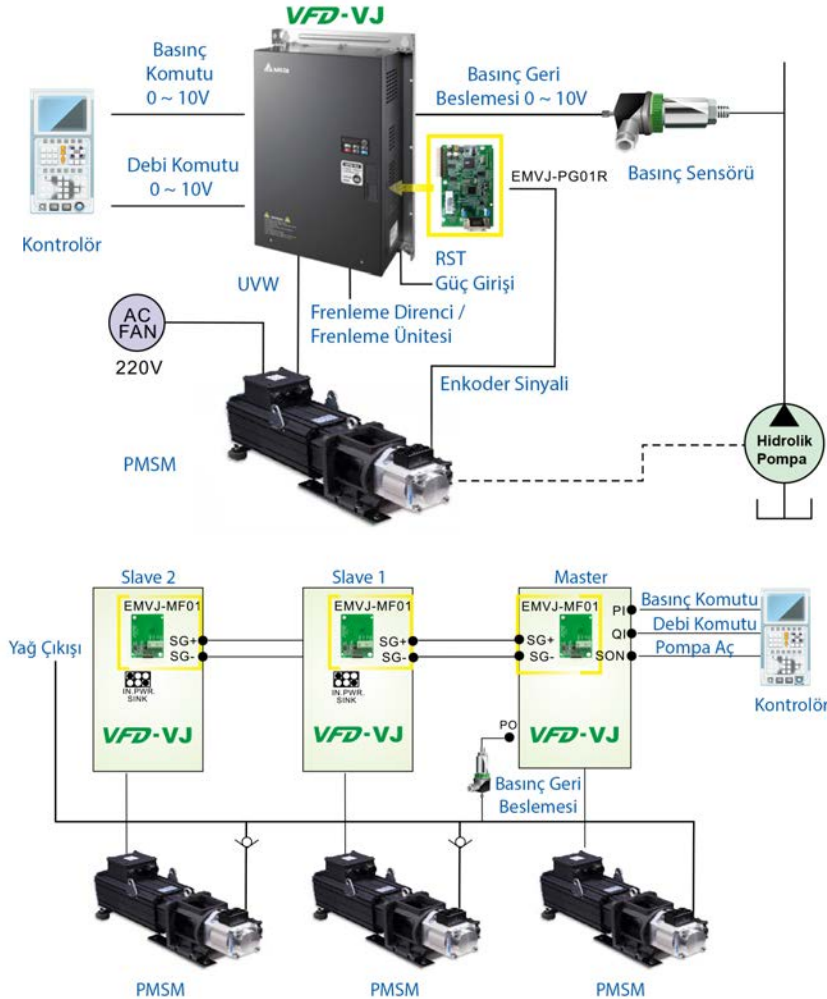 VFD-VJ
Basınç
Komutu
0 ~ 10V
Debi Komutu
0 ~ 10V
Kontrolör
Basınç Geri
Beslemesi 0 ~ 10V
Basınç Sensörü
EMVJ-PG01R
RST
Güç Girişi
UVW
Frenleme Direnci /
Frenleme Ünitesi
AC
FAN
220V
Enkoder Sinyali
PMSM
Hidrolik
Pompa
Slave 2
Slave 1
Master
EMVJ-MF01
SG+
SG-
IN.PWR.
SINK
VFD-VJ
EMVJ-MF01
SG+
SG-
IN.PWR.
SINK
VFD-VJ
EMVJ-MF01
SG+
SG-
PI
QI
SON
PO
VFD-VJ
Basınç Komutu
Debi Komutu
Pompa Aç
Kontrolör
Yağ Çıkışı
Basınç Geri
Beslemesi
PMSM
PMSM
PMSM